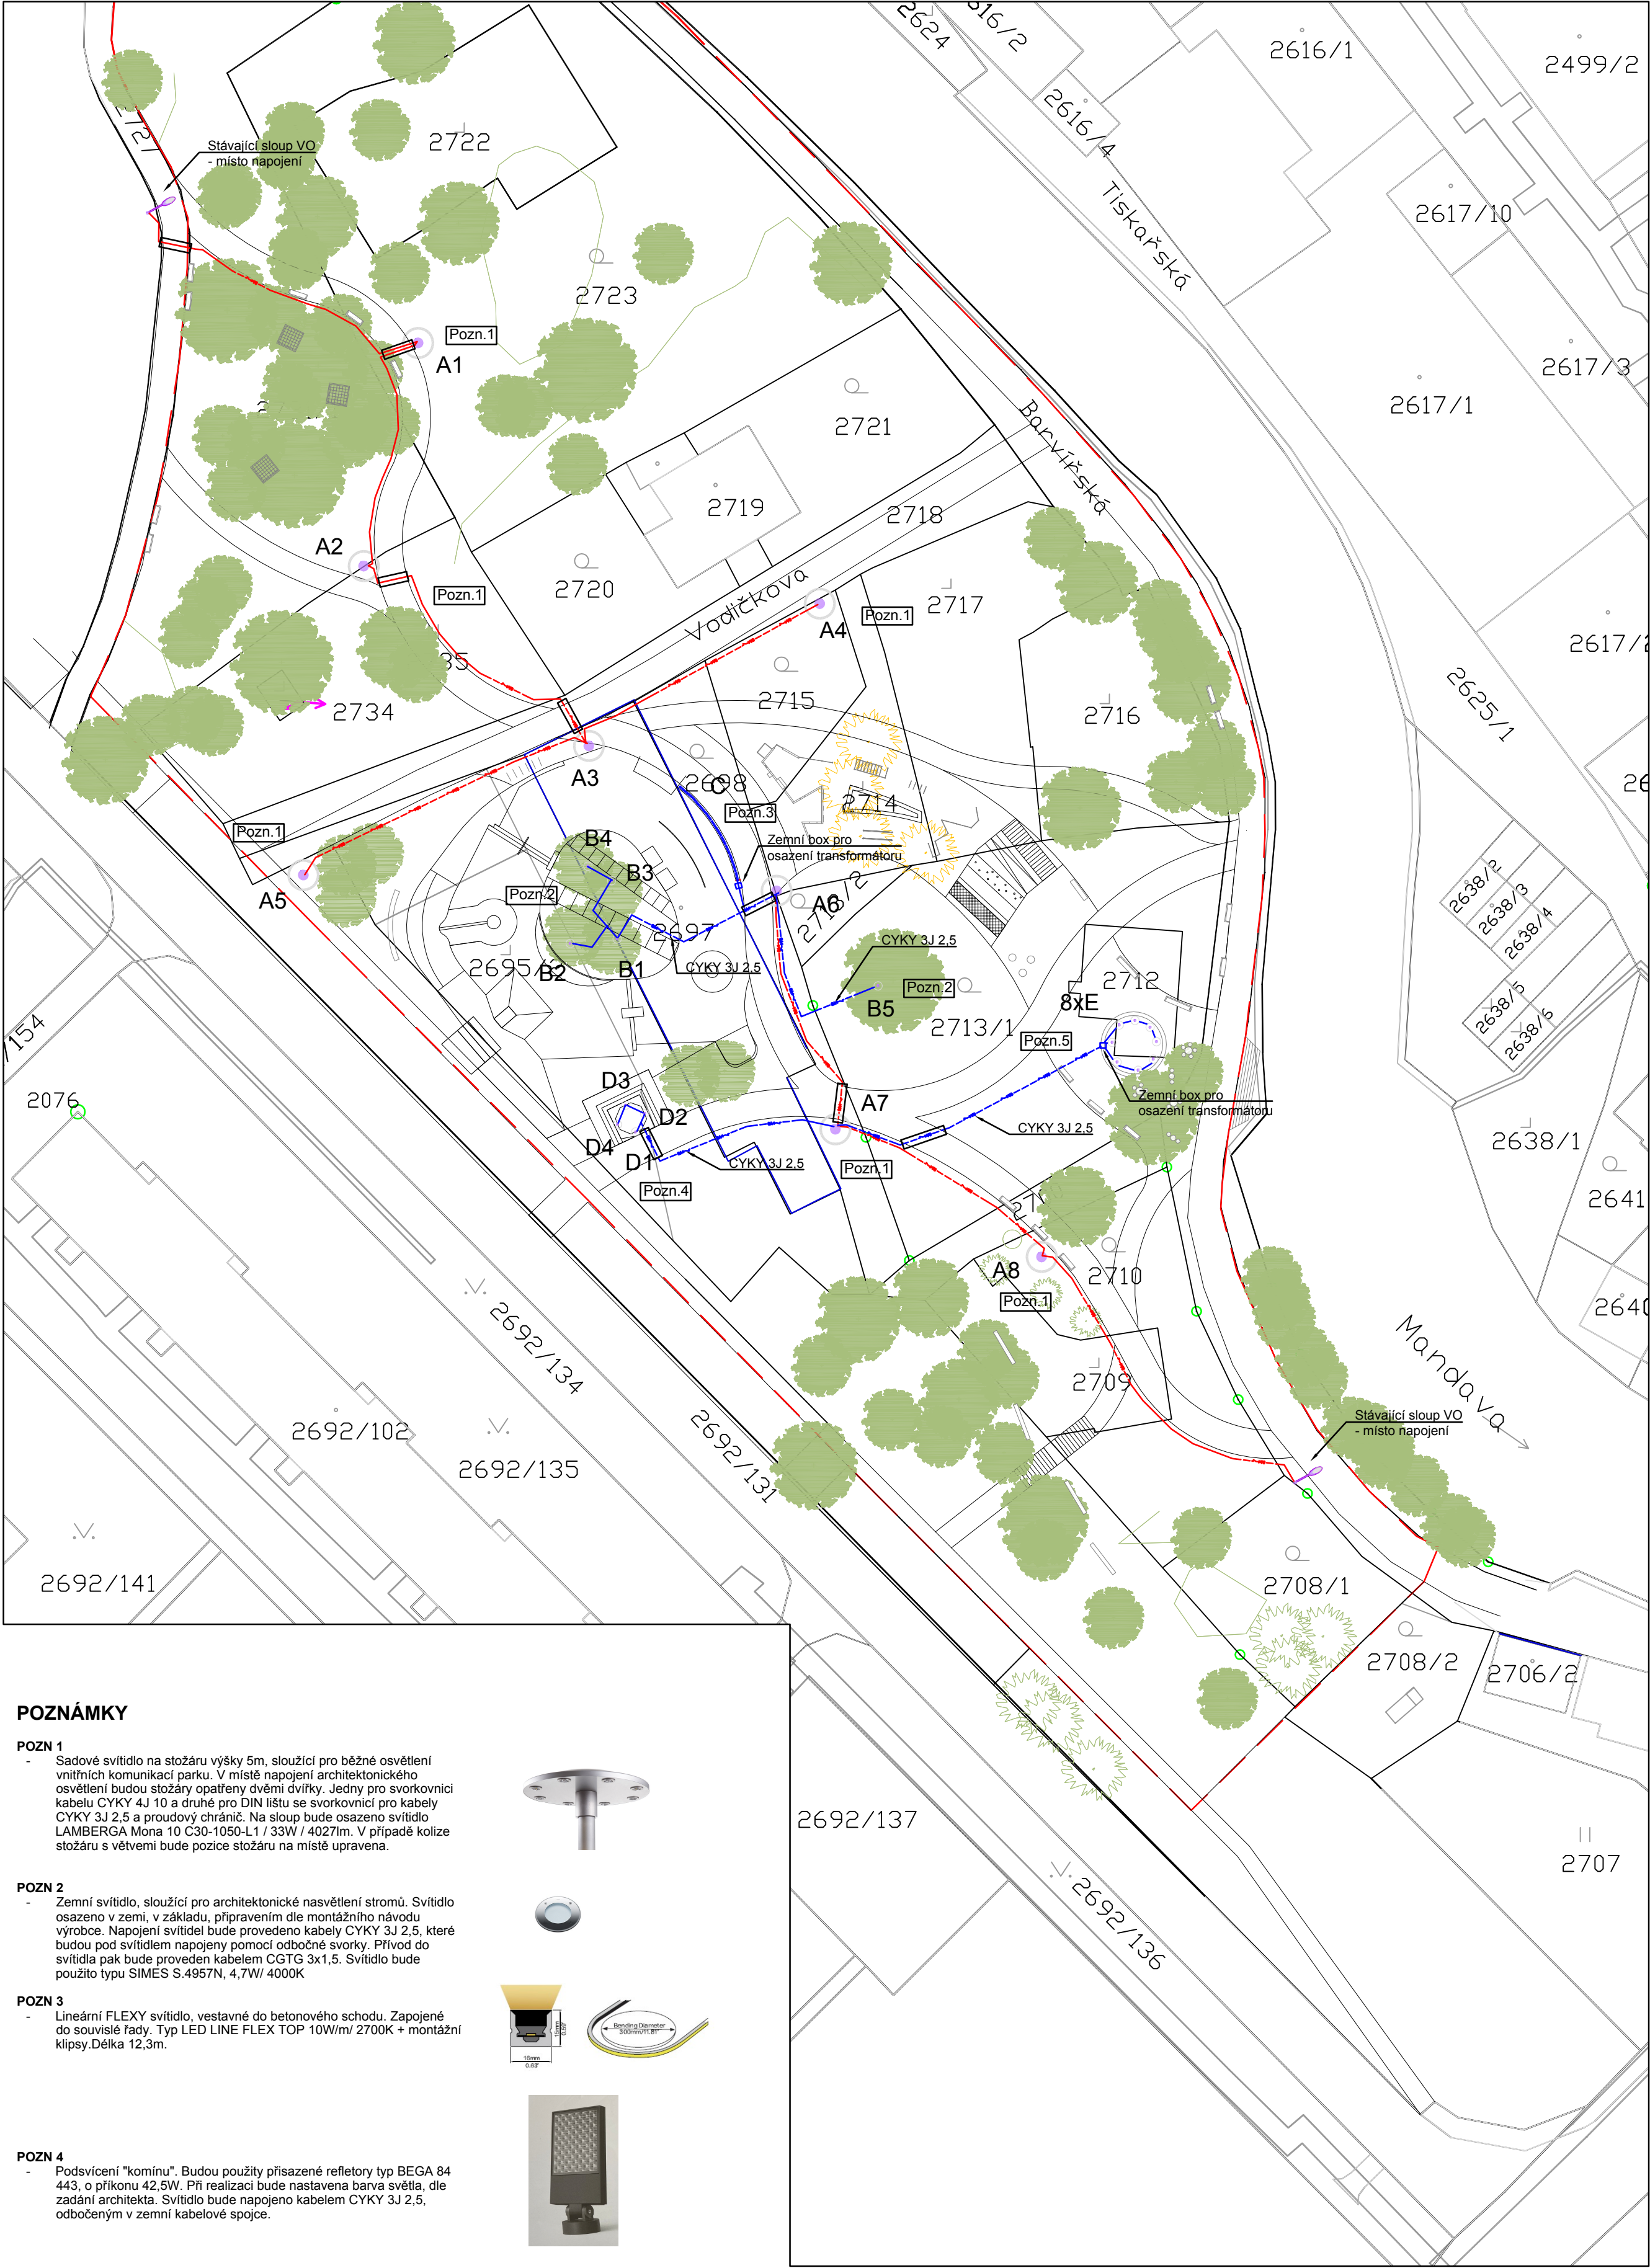 2624
2616/1
2499/2
2616/4
2722
Stávající sloup VO
- místo napojení
Tiskařská
2617/10
2723
Pozn.1
A1
2617/3
2617/1
2721
Barvířská
2719
2718
A2
2720
Pozn.1
Vodičkova
2717
A4
Pozn.1
2617/2
2734
2715
2716
2625/1
A3
2698
C
Pozn.3
2714
Pozn.1
B4
Zemní box pro
osazení transformátoru
B3
Pozn.2
A5
A6
2638/2
2638/3
2638/4
2697
CYKY 3J 2,5
B2
B1
CYKY 3J 2,5
2712
Pozn.2
B5
8xE
2713/1
2638/5
2638/6
Pozn.5
/154
2076
D3
D2
A7
Zemní box pro
osazení transformátoru
CYKY 3J 2,5
D4
D1
CYKY 3J 2,5
Pozn.1
Pozn.4
2638/1
2641
A8
2710
Pozn.1
2692/134
Mandava
2709
Stávající sloup VO
- místo napojení
2692/102
2692/131
2692/135
2692/141
2708/1
2708/2
2706/2
POZNÁMKY
POZN 1
- Sadové svítidlo na stožáru výšky 5m, sloužící pro běžné osvětlení
vnitřních komunikací parku. V místě napojení architektonického
osvětlení budou stožáry opatřeny dvěmi dvířky. Jedny pro svorkovnici
kabelu CYKY 4J 10 a druhé pro DIN lištu se svorkovnicí pro kabely
CYKY 3J 2,5 a proudový chránič. Na sloup bude osazeno svítidlo
LAMBERGA Mona 10 C30-1050-L1 / 33W / 4027lm. V případě kolize
stožáru s větvemi bude pozice stožáru na místě upravena.
2692/137
2707
POZN 2
- Zemní svítidlo, sloužící pro architektonické nasvětlení stromů. Svítidlo
osazeno v zemi, v základu, připravením dle montážního návodu
výrobce. Napojení svítidel bude provedeno kabely CYKY 3J 2,5, které
budou pod svítidlem napojeny pomocí odbočné svorky. Přívod do
svítidla pak bude proveden kabelem CGTG 3x1,5. Svítidlo bude
použito typu SIMES S.4957N, 4,7W/ 4000K
2692/136
POZN 3
- Lineární FLEXY svítidlo, vestavné do betonového schodu. Zapojené
do souvislé řady. Typ LED LINE FLEX TOP 10W/m/ 2700K + montážní
klipsy.Délka 12,3m.
Bending Diameter
300mm/11.81"
16mm
0.63"
POZN 4
- Podsvícení "komínu". Budou použity přisazené refletory typ BEGA 84
443, o příkonu 42,5W. Při realizaci bude nastavena barva světla, dle
zadání architekta. Svítidlo bude napojeno kabelem CYKY 3J 2,5,
odbočeným v zemní kabelové spojce.